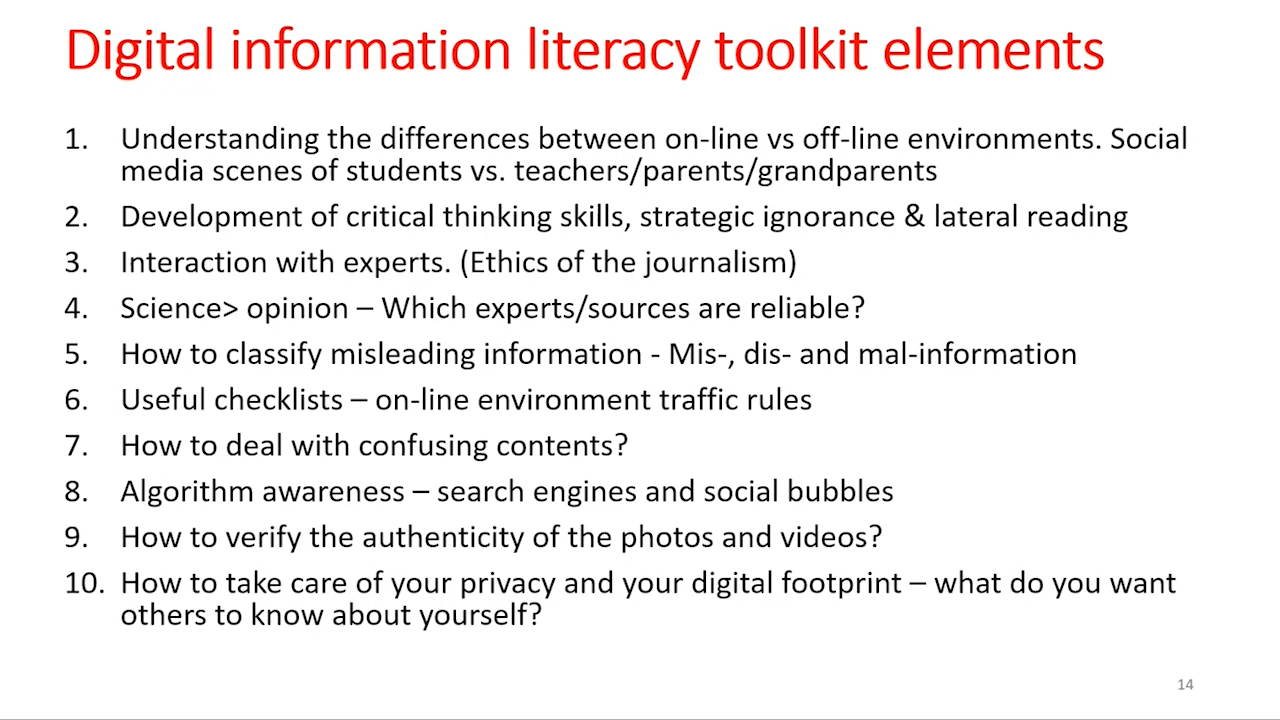 Digital information literacy toolkit elements
1. Understanding the differences between on-line vs off-line environments. Social
media scenes of students vs. teachers/parents/grandparents
2. Development of critical thinking skills, strategic ignorance & lateral reading
3. Interaction with experts. (Ethics of the journalism)
4. Science> opinion – Which experts/sources are reliable?
5. How to classify misleading information - Mis-, dis- and mal-information
6. Useful checklists – on-line environment traffic rules
7. How to deal with confusing contents?
8. Algorithm awareness – search engines and social bubbles
9. How to verify the authenticity of the photos and videos?
10. How to take care of your privacy and your digital footprint – what do you want
others to know about yourself?
14